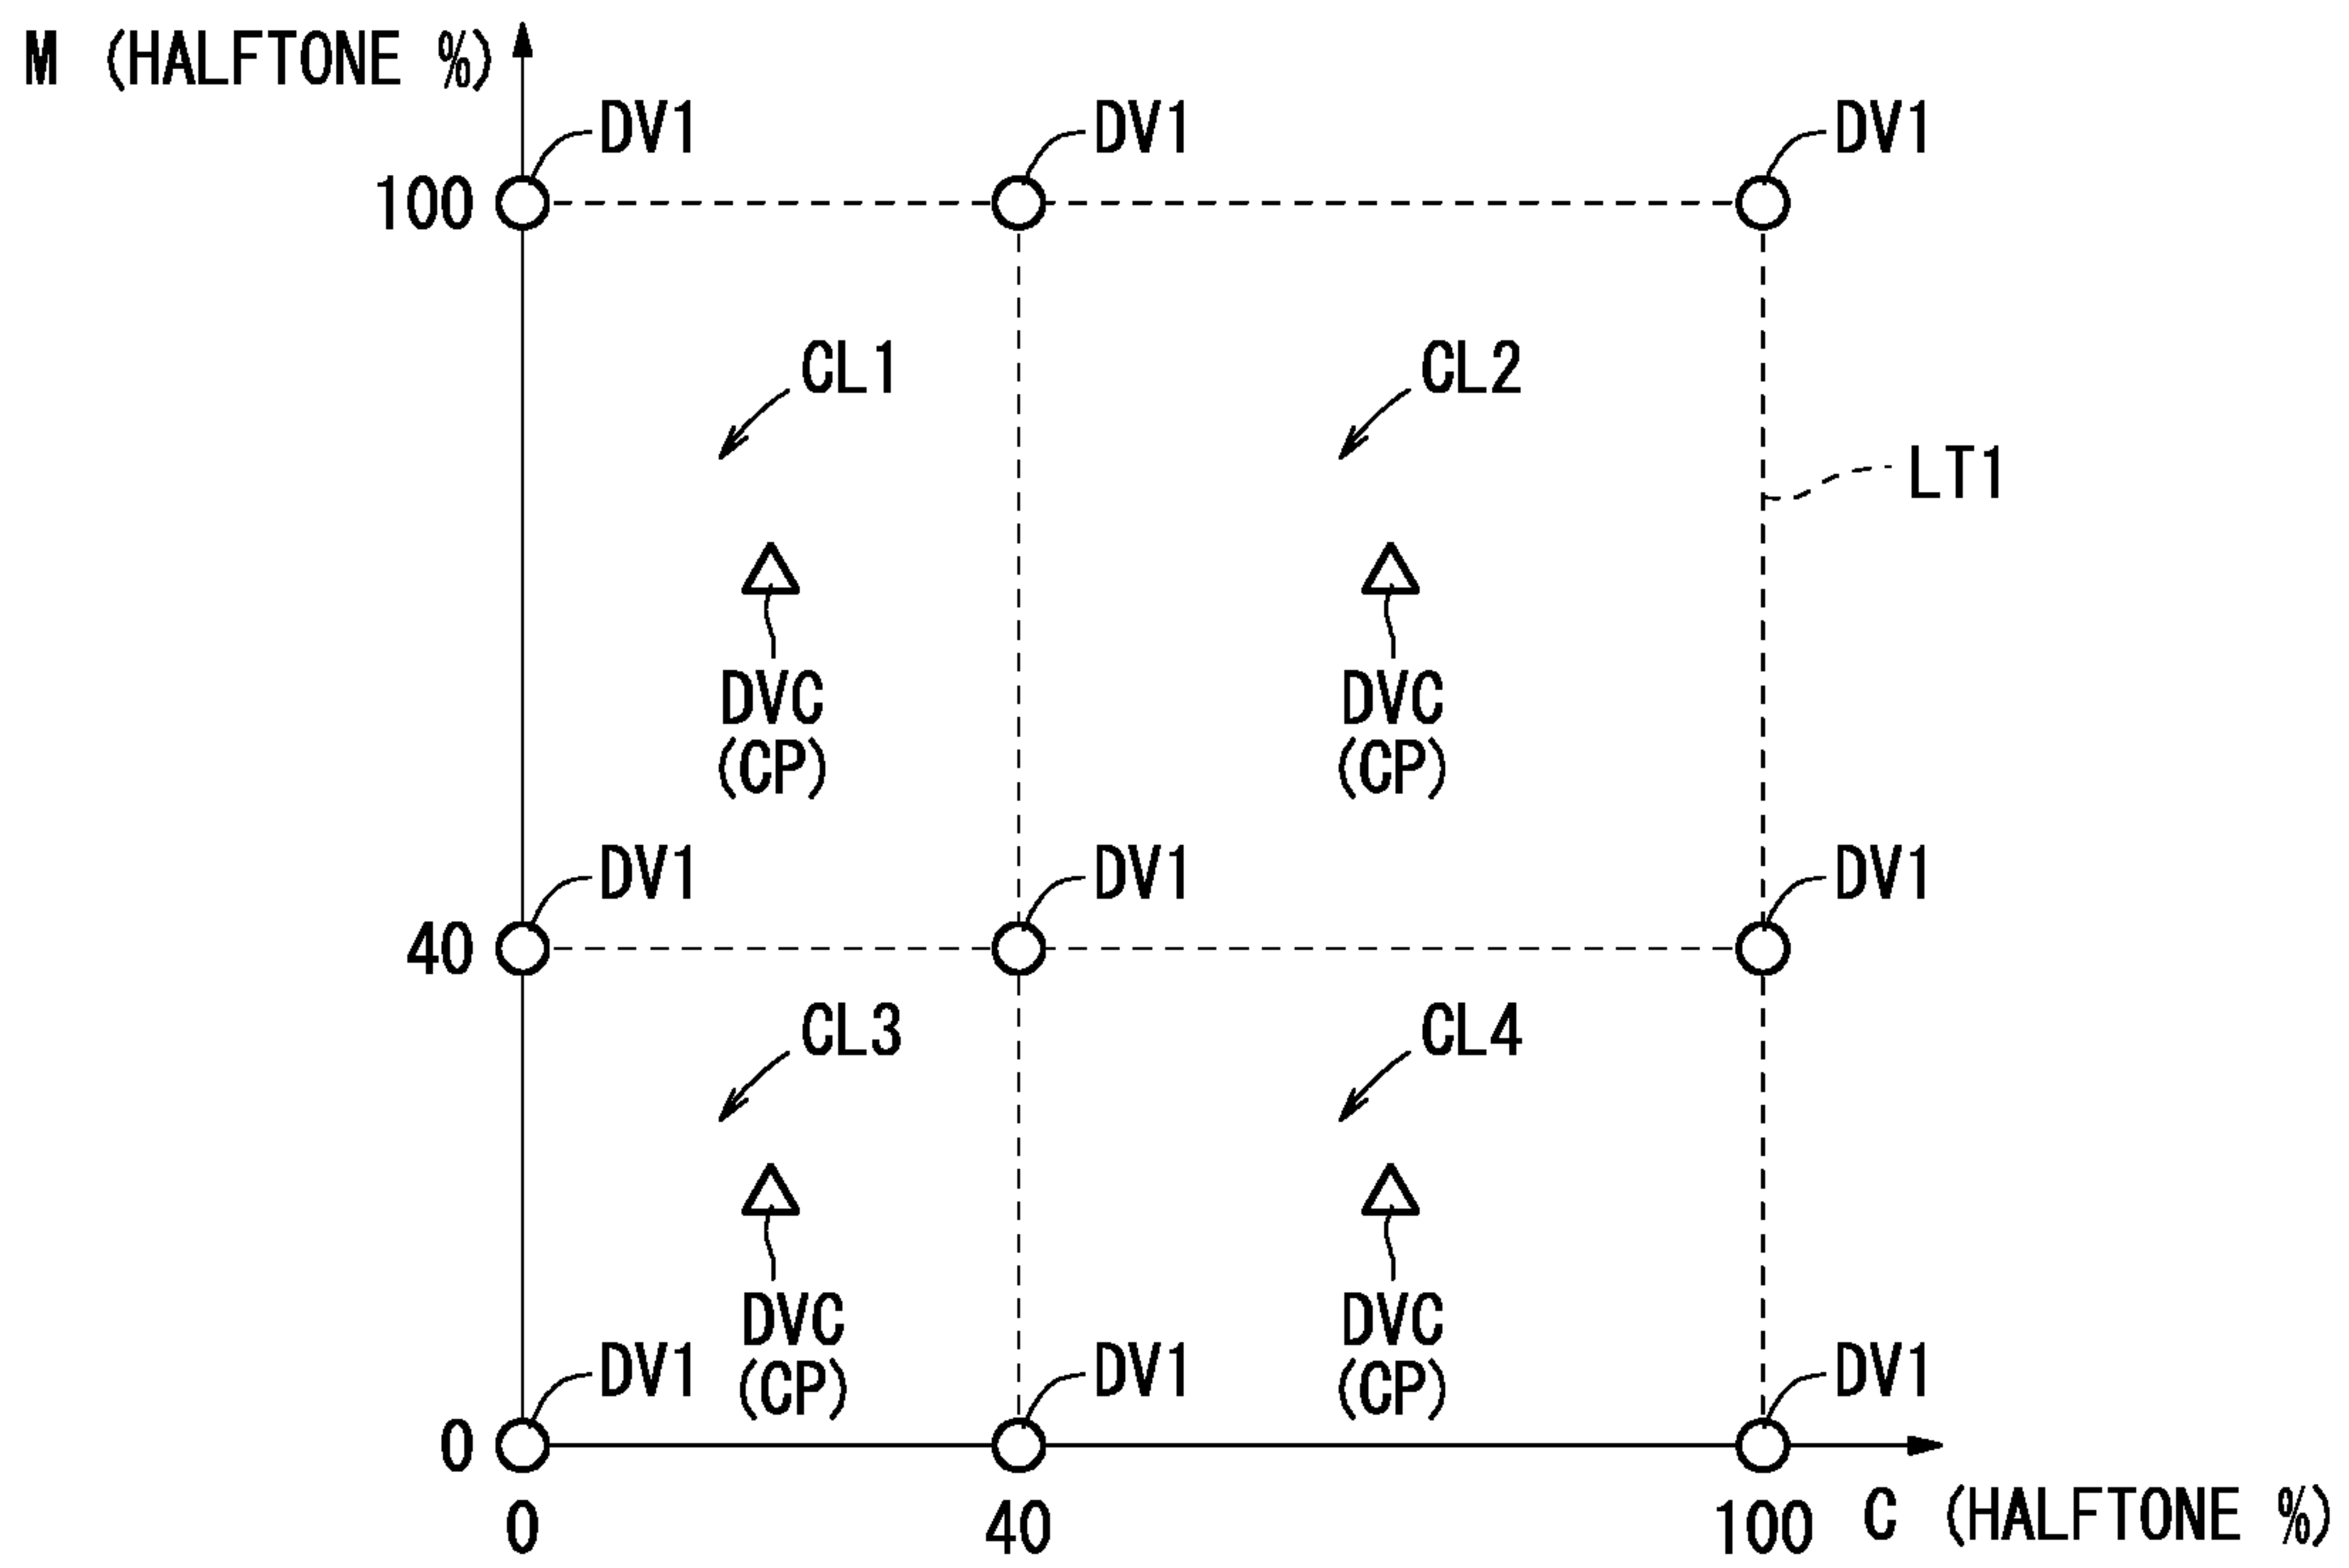 M (HALFTONE %)
DV1 DV1 DV1
100
CL1 CL2
LT1
DVC DVC
(CP) (CP)
DV1 DV1 DV1
40
CL3 CL4
DVC DVC
(CP) (CP)
DV1 DV1 DV1
0
0 40 100 C (HALFTONE %)